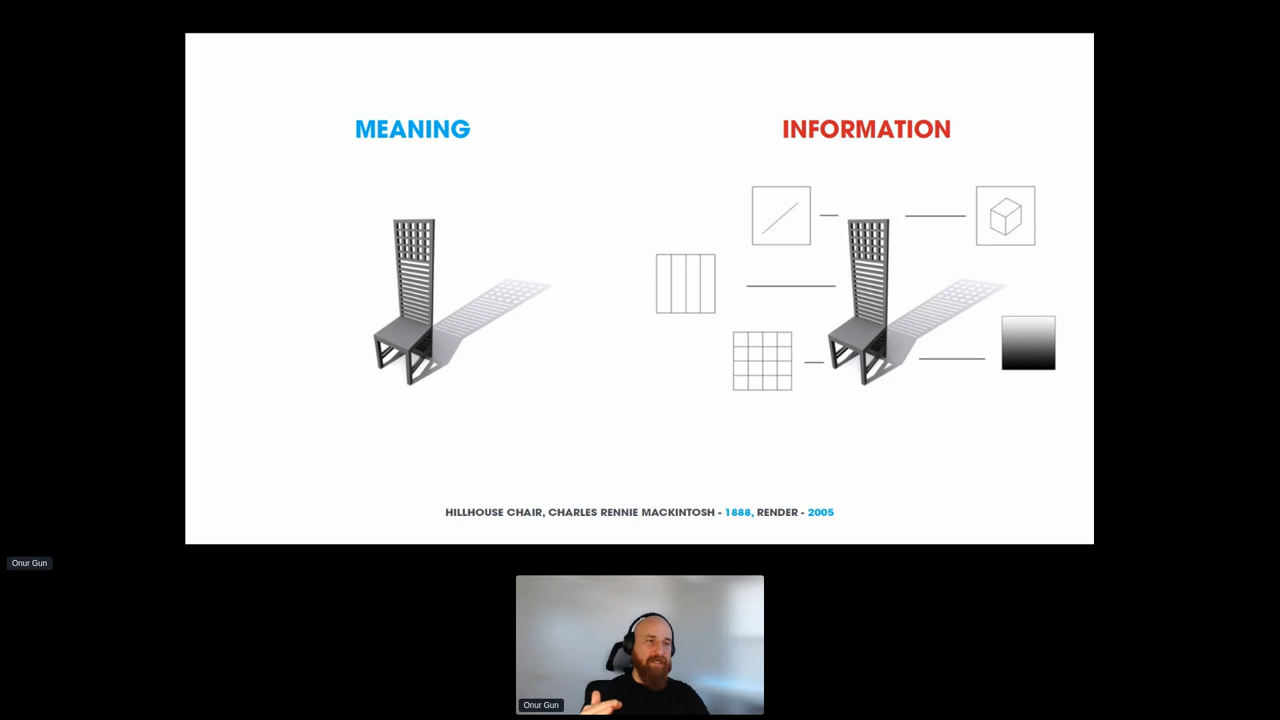 MEANING
INFORMATION
HILLHOUSE CHAIR, CHARLES RENNIE MACKINTOSH - 1888, RENDER - 2005
Onur Gun
Onur Gun